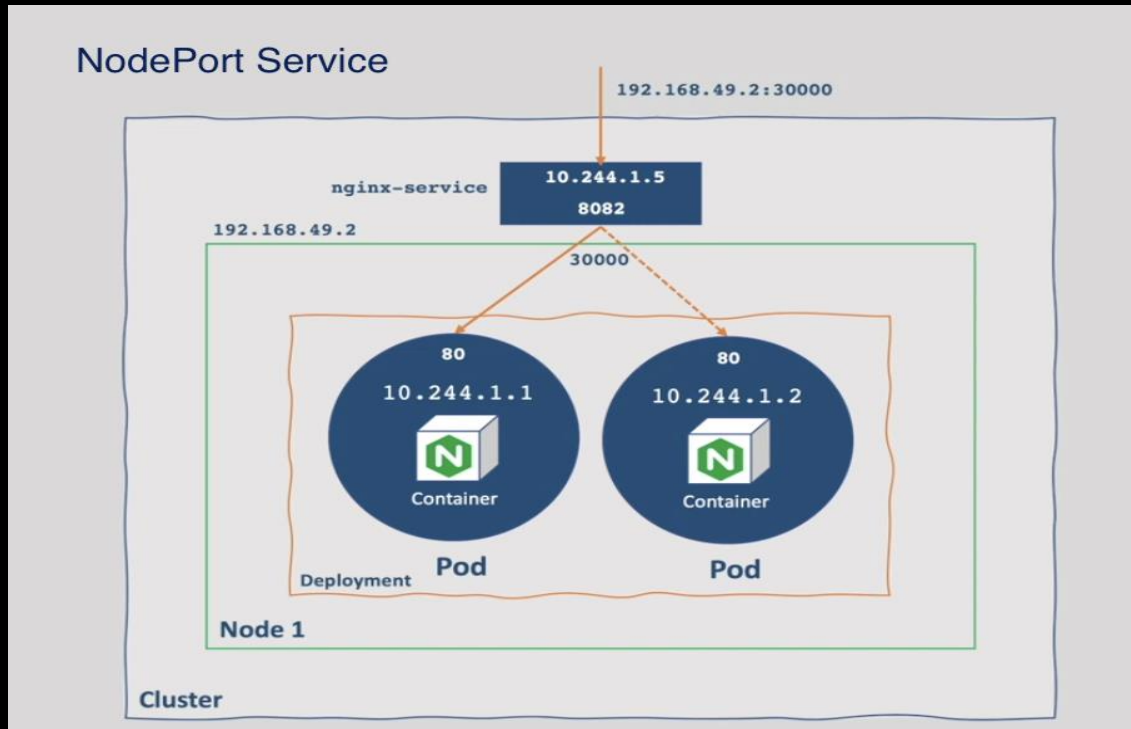 NodePort Service
192.168.49.2:30000
nginx-service
10.244.1.5
8082
192.168.49.2
30000
80
10.244.1.1
N
Container
Pod
80
10.244.1.2
N
Container
Pod
Deployment
Node 1
Cluster